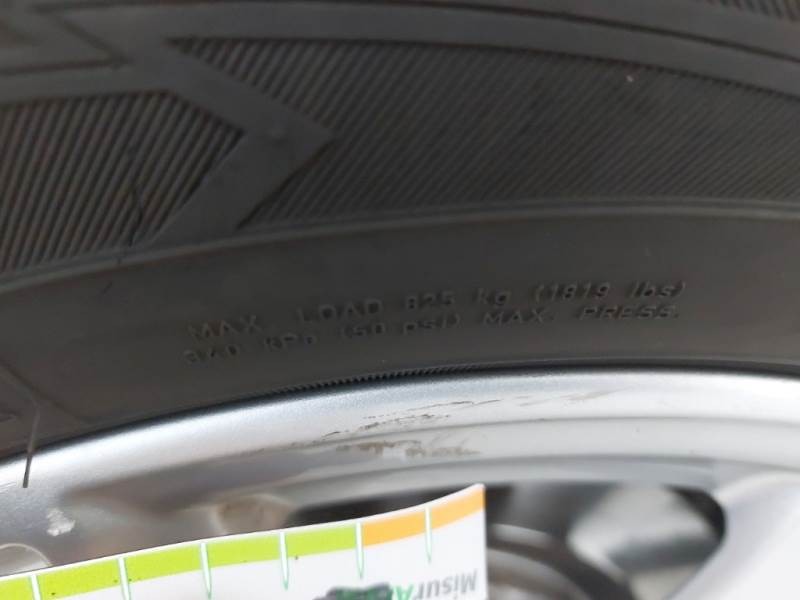 MAX. LOAD 825 kg (1819 lbs)
340 kPa (50 psi) MAX. PRESS.